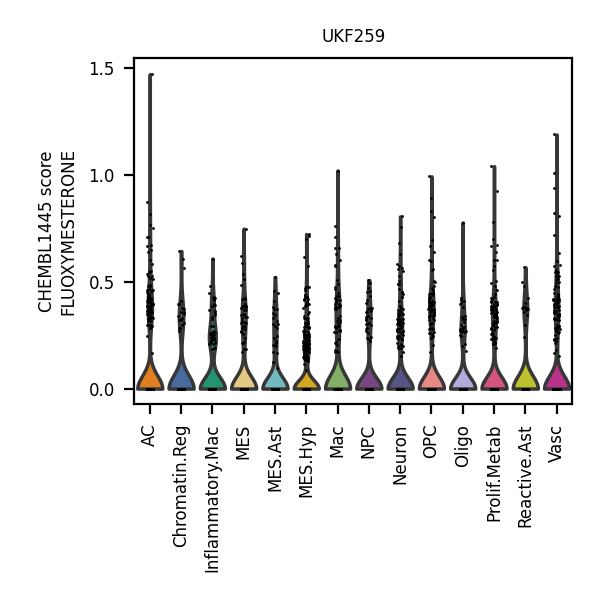 UKF259
CHEMBL1445 score
FLUOXYMESTERONE
1.5
1.0
0.5
0.0
AC
Chromatin.Reg
Inflammatory.Mac
MES
MES.Ast
MES.Hyp
Mac
NPC
Neuron
OPC
Oligo
Prolif.Metab
Reactive.Ast
Vasc